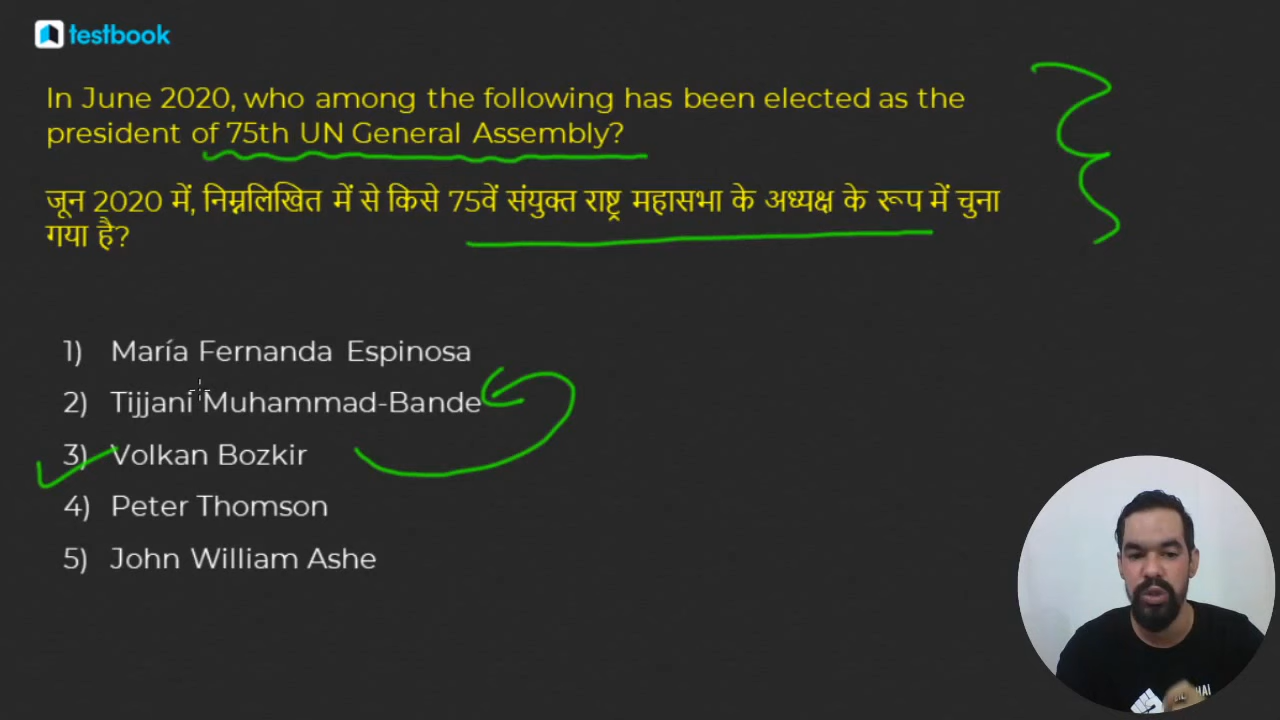 testbook
In June 2020, who among the following has been elected as the
president of 75th UN General Assembly?
जून 2020 में, निम्नलिखित में से किसे 75वें संयुक्त राष्ट्र महासभा के अध्यक्ष के रूप में चुना
गया है?
1) María Fernanda Espinosa
2) Tijjani Muhammad-Bande
3) Volkan Bozkir
4) Peter Thomson
5) John William Ashe